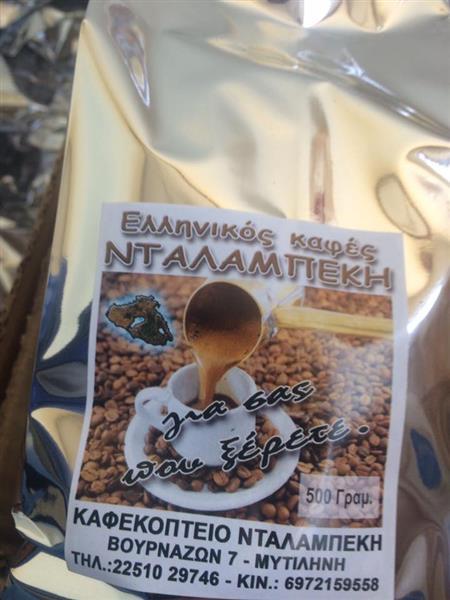 Ελληνικός καφές
ΝΤΑΛΑΜΠΕΚΗ
για σας
που ξέρετε.
500 Γραμ.
ΚΑΦΕΚΟΠΤΕΙΟ ΝΤΑΛΑΜΠΕΚΗ
ΒΟΥΡΝΑΖΩΝ 7 - ΜΥΤΙΛΗΝΗ
ΤΗΛ.:22510 29746 - ΚΙΝ.: 6972159558